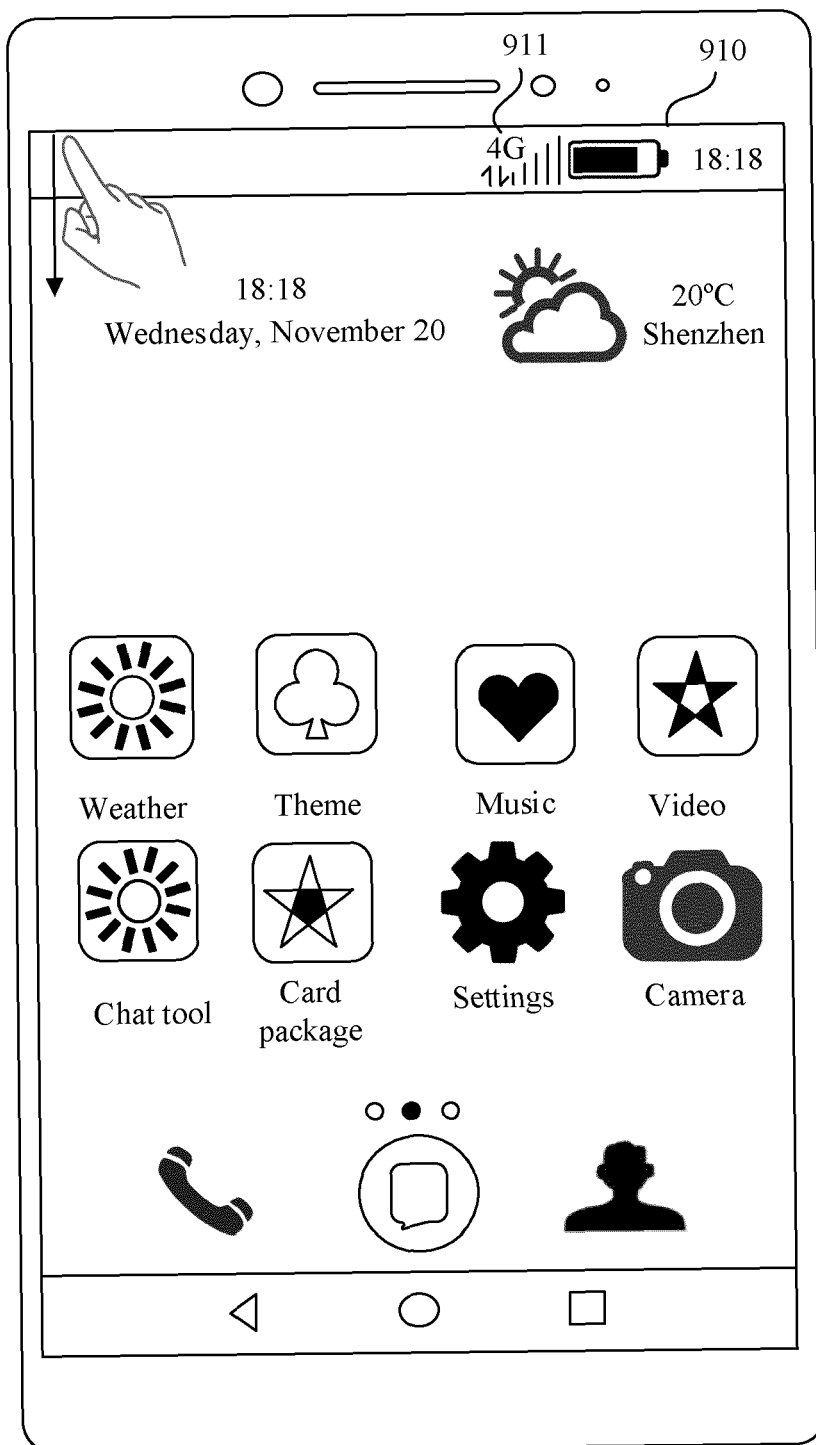 911
910
4G
18:18
18:18
Wednesday, November 20
20ºC
Shenzhen
Weather
Theme
Music
Video
Chat tool
Card
package
Settings
Camera